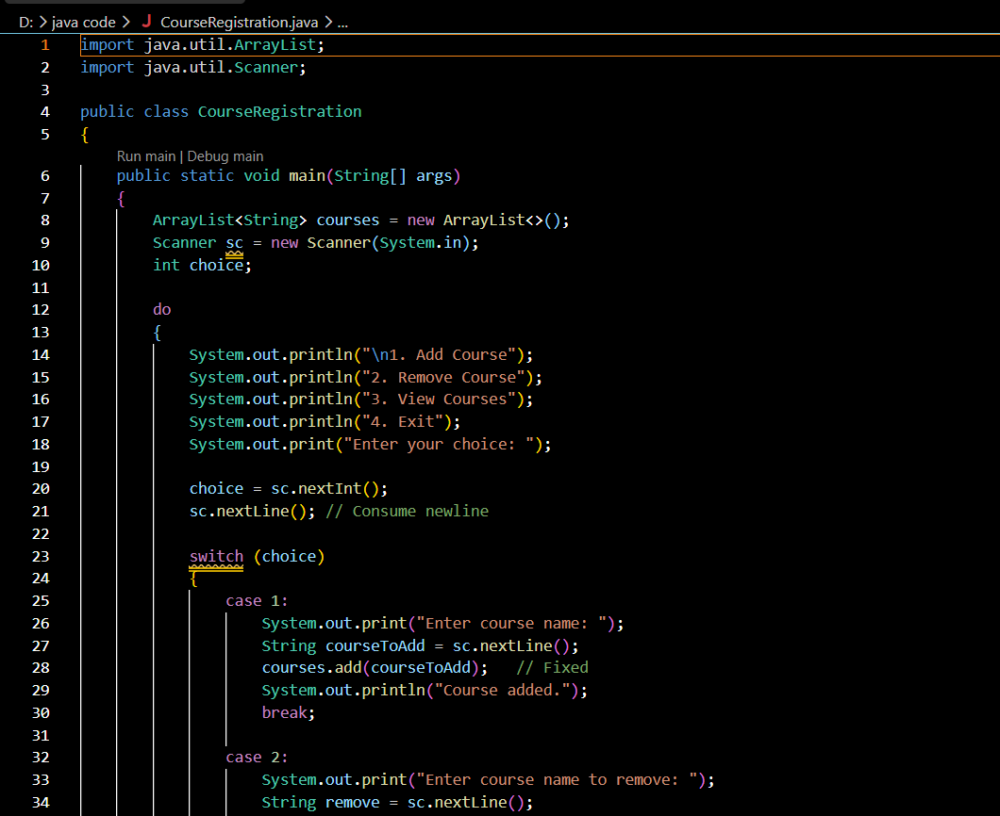 D: > java code > J CourseRegistration.java > ...
1 import java.util.ArrayList;
2 import java.util.Scanner;
3
4 public class CourseRegistration
5 {
Run main | Debug main
6 public static void main(String[] args)
7 {
8 ArrayList<String> courses = new ArrayList<>();
9 Scanner sc = new Scanner(System.in);
10 int choice;
11
12 do
13 {
14 System.out.println("\n1. Add Course");
15 System.out.println("2. Remove Course");
16 System.out.println("3. View Courses");
17 System.out.println("4. Exit");
18 System.out.print("Enter your choice: ");
19
20 choice = sc.nextInt();
21 sc.nextLine(); // Consume newline
22
23 switch (choice)
24 {
25 case 1:
26 System.out.print("Enter course name: ");
27 String courseToAdd = sc.nextLine();
28 courses.add(courseToAdd); // Fixed
29 System.out.println("Course added.");
30 break;
31
32 case 2:
33 System.out.print("Enter course name to remove: ");
34 String remove = sc.nextLine();